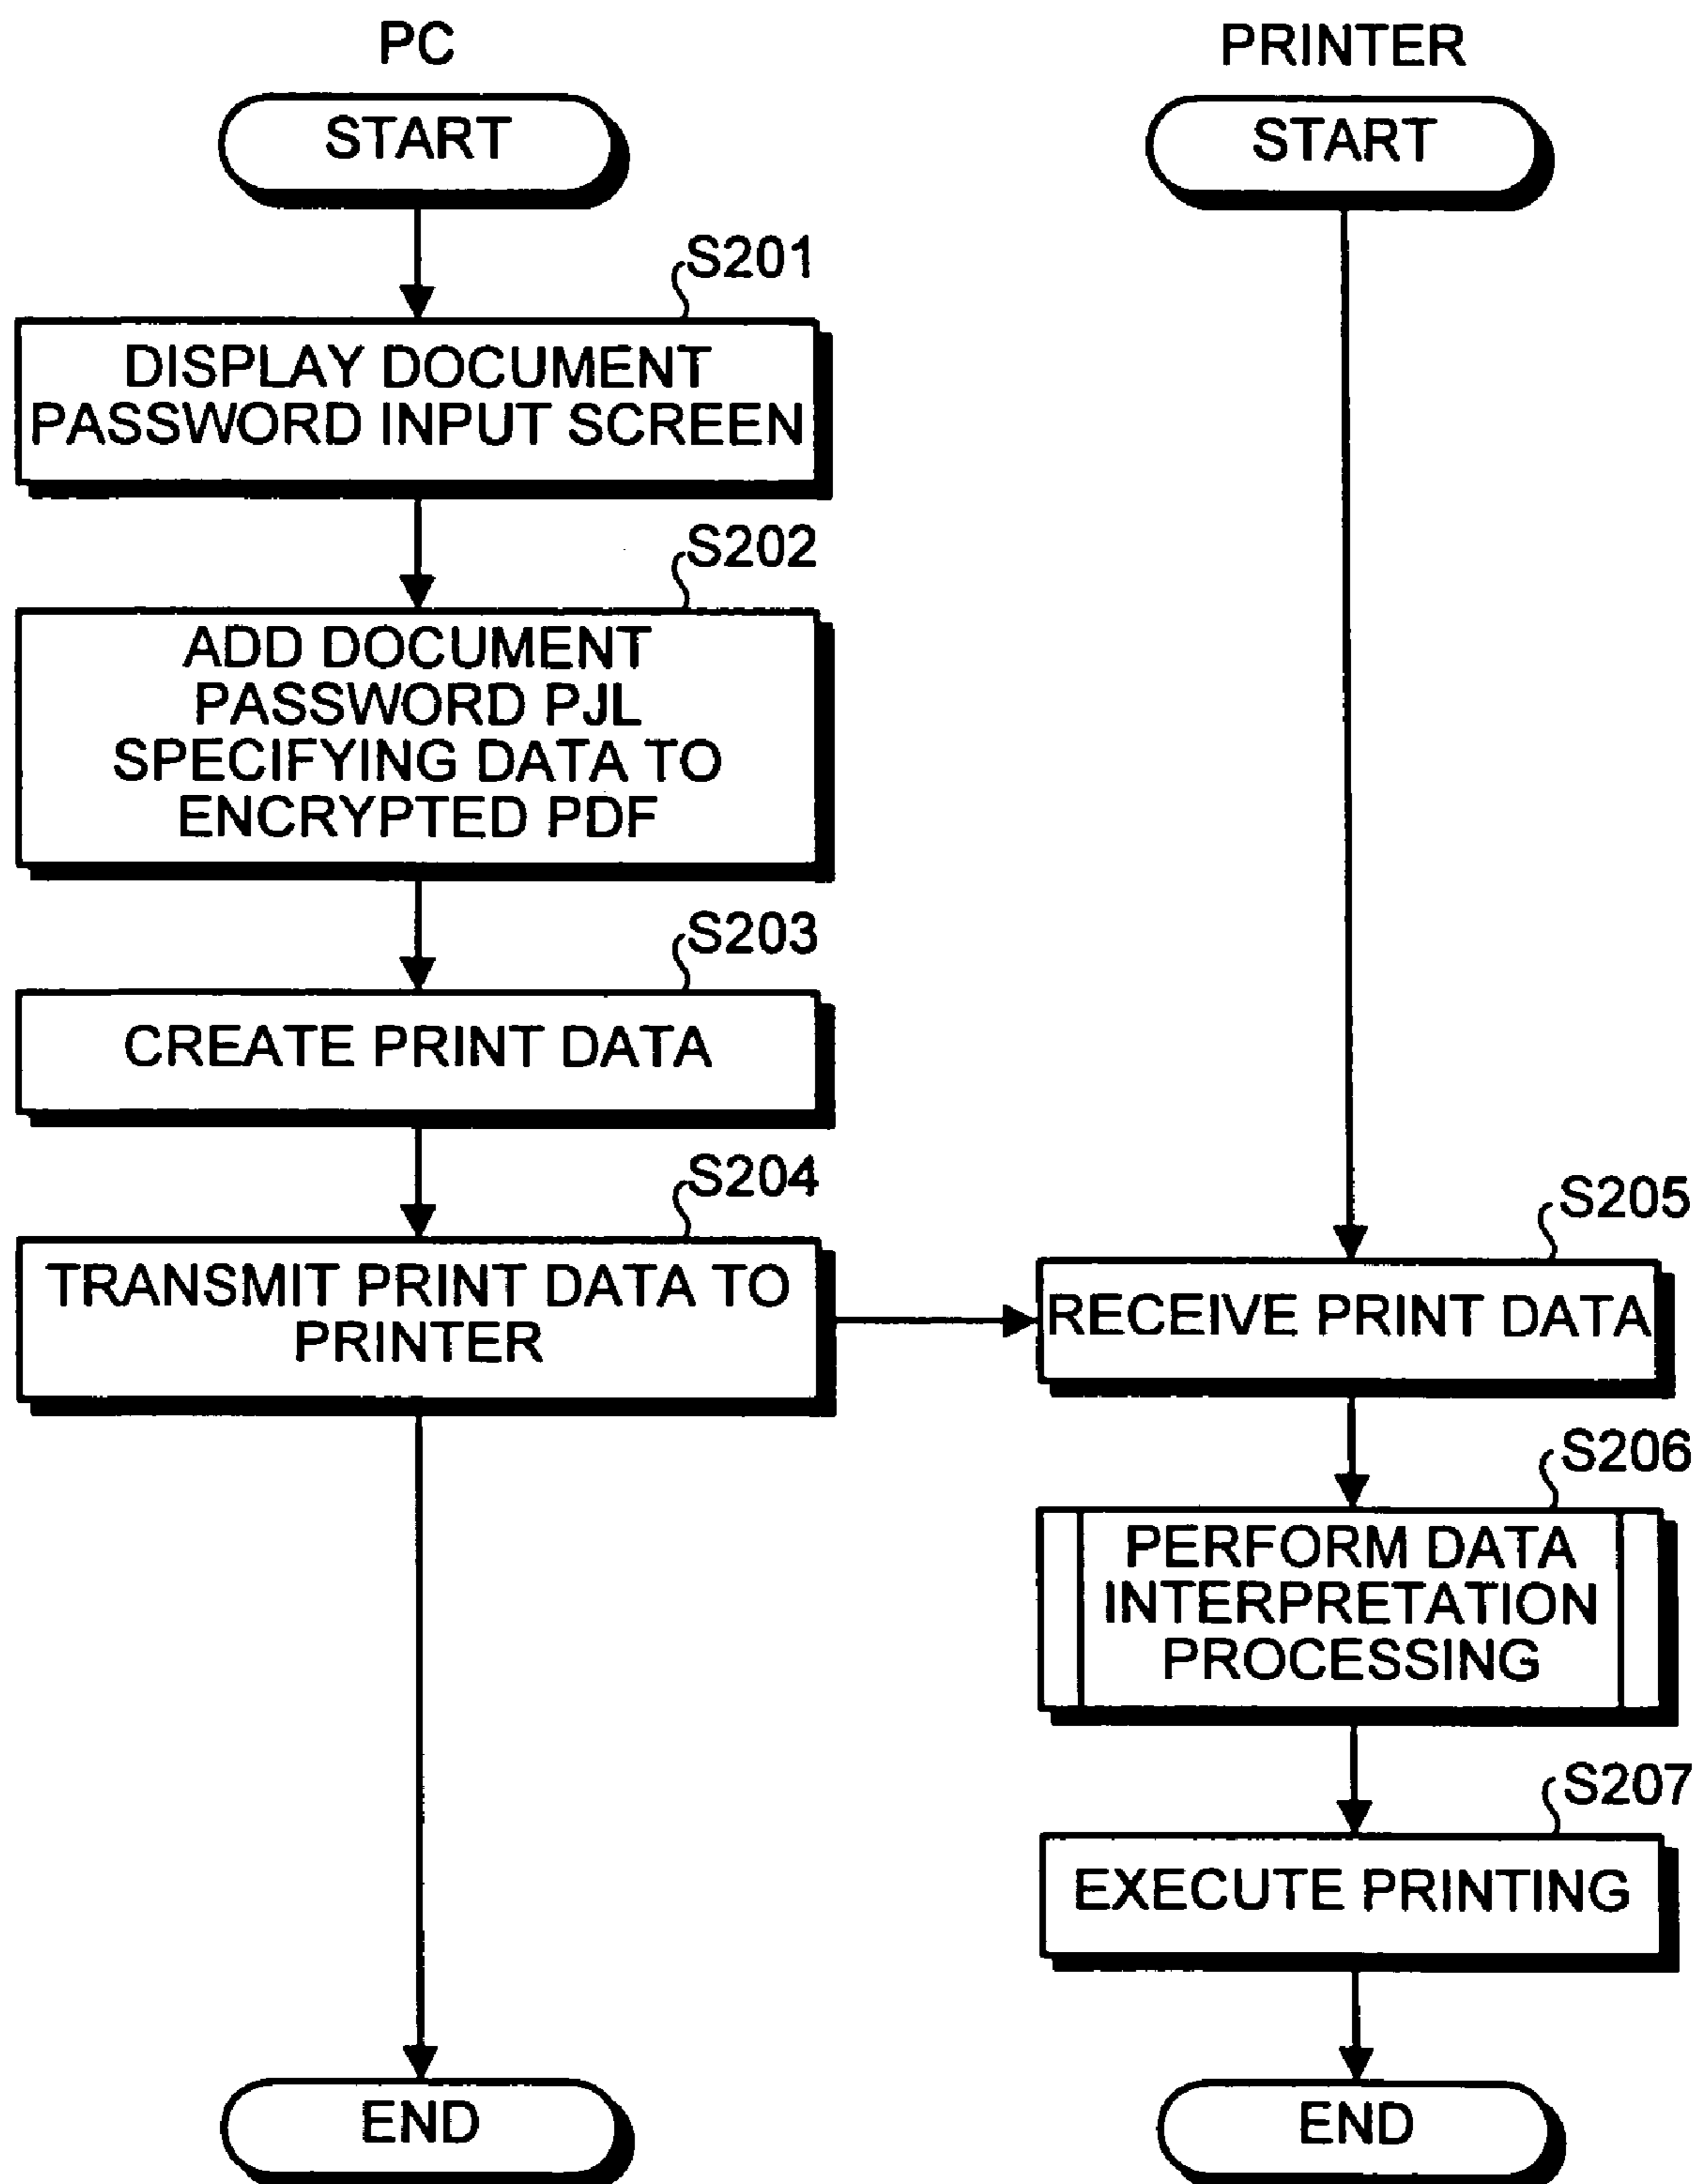 PC
START
S201
DISPLAY DOCUMENT
PASSWORD INPUT SCREEN
S202
ADD DOCUMENT
PASSWORD PJL
SPECIFYING DATA TO
ENCRYPTED PDF
S203
CREATE PRINT DATA
S204
TRANSMIT PRINT DATA TO
PRINTER
END
PRINTER
START
S205
RECEIVE PRINT DATA
S206
PERFORM DATA
INTERPRETATION
PROCESSING
S207
EXECUTE PRINTING
END